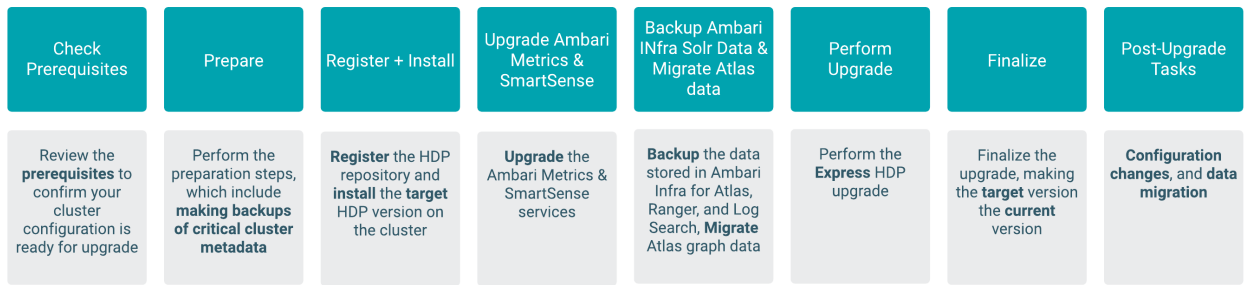 Check
Prerequisites
Prepare
Register + Install
Upgrade Ambari
Metrics &
SmartSense
Backup Ambari
INfra Solr Data &
Migrate Atlas
data
Perform
Upgrade
Finalize
Post-Upgrade
Tasks
Review the
prerequisites to
confirm your
cluster
configuration is
ready for upgrade
Perform the
preparation steps,
which include
making backups
of critical cluster
metadata
Register the HDP
repository and
install the target
HDP version on
the cluster
Upgrade the
Ambari Metrics &
SmartSense
services
Backup the data
stored in Ambari
Infra for Atlas,
Ranger, and Log
Search, Migrate
Atlas graph data
Perform the
Express HDP
upgrade
Finalize the
upgrade, making
the target version
the current
version
Configuration
changes, and data
migration